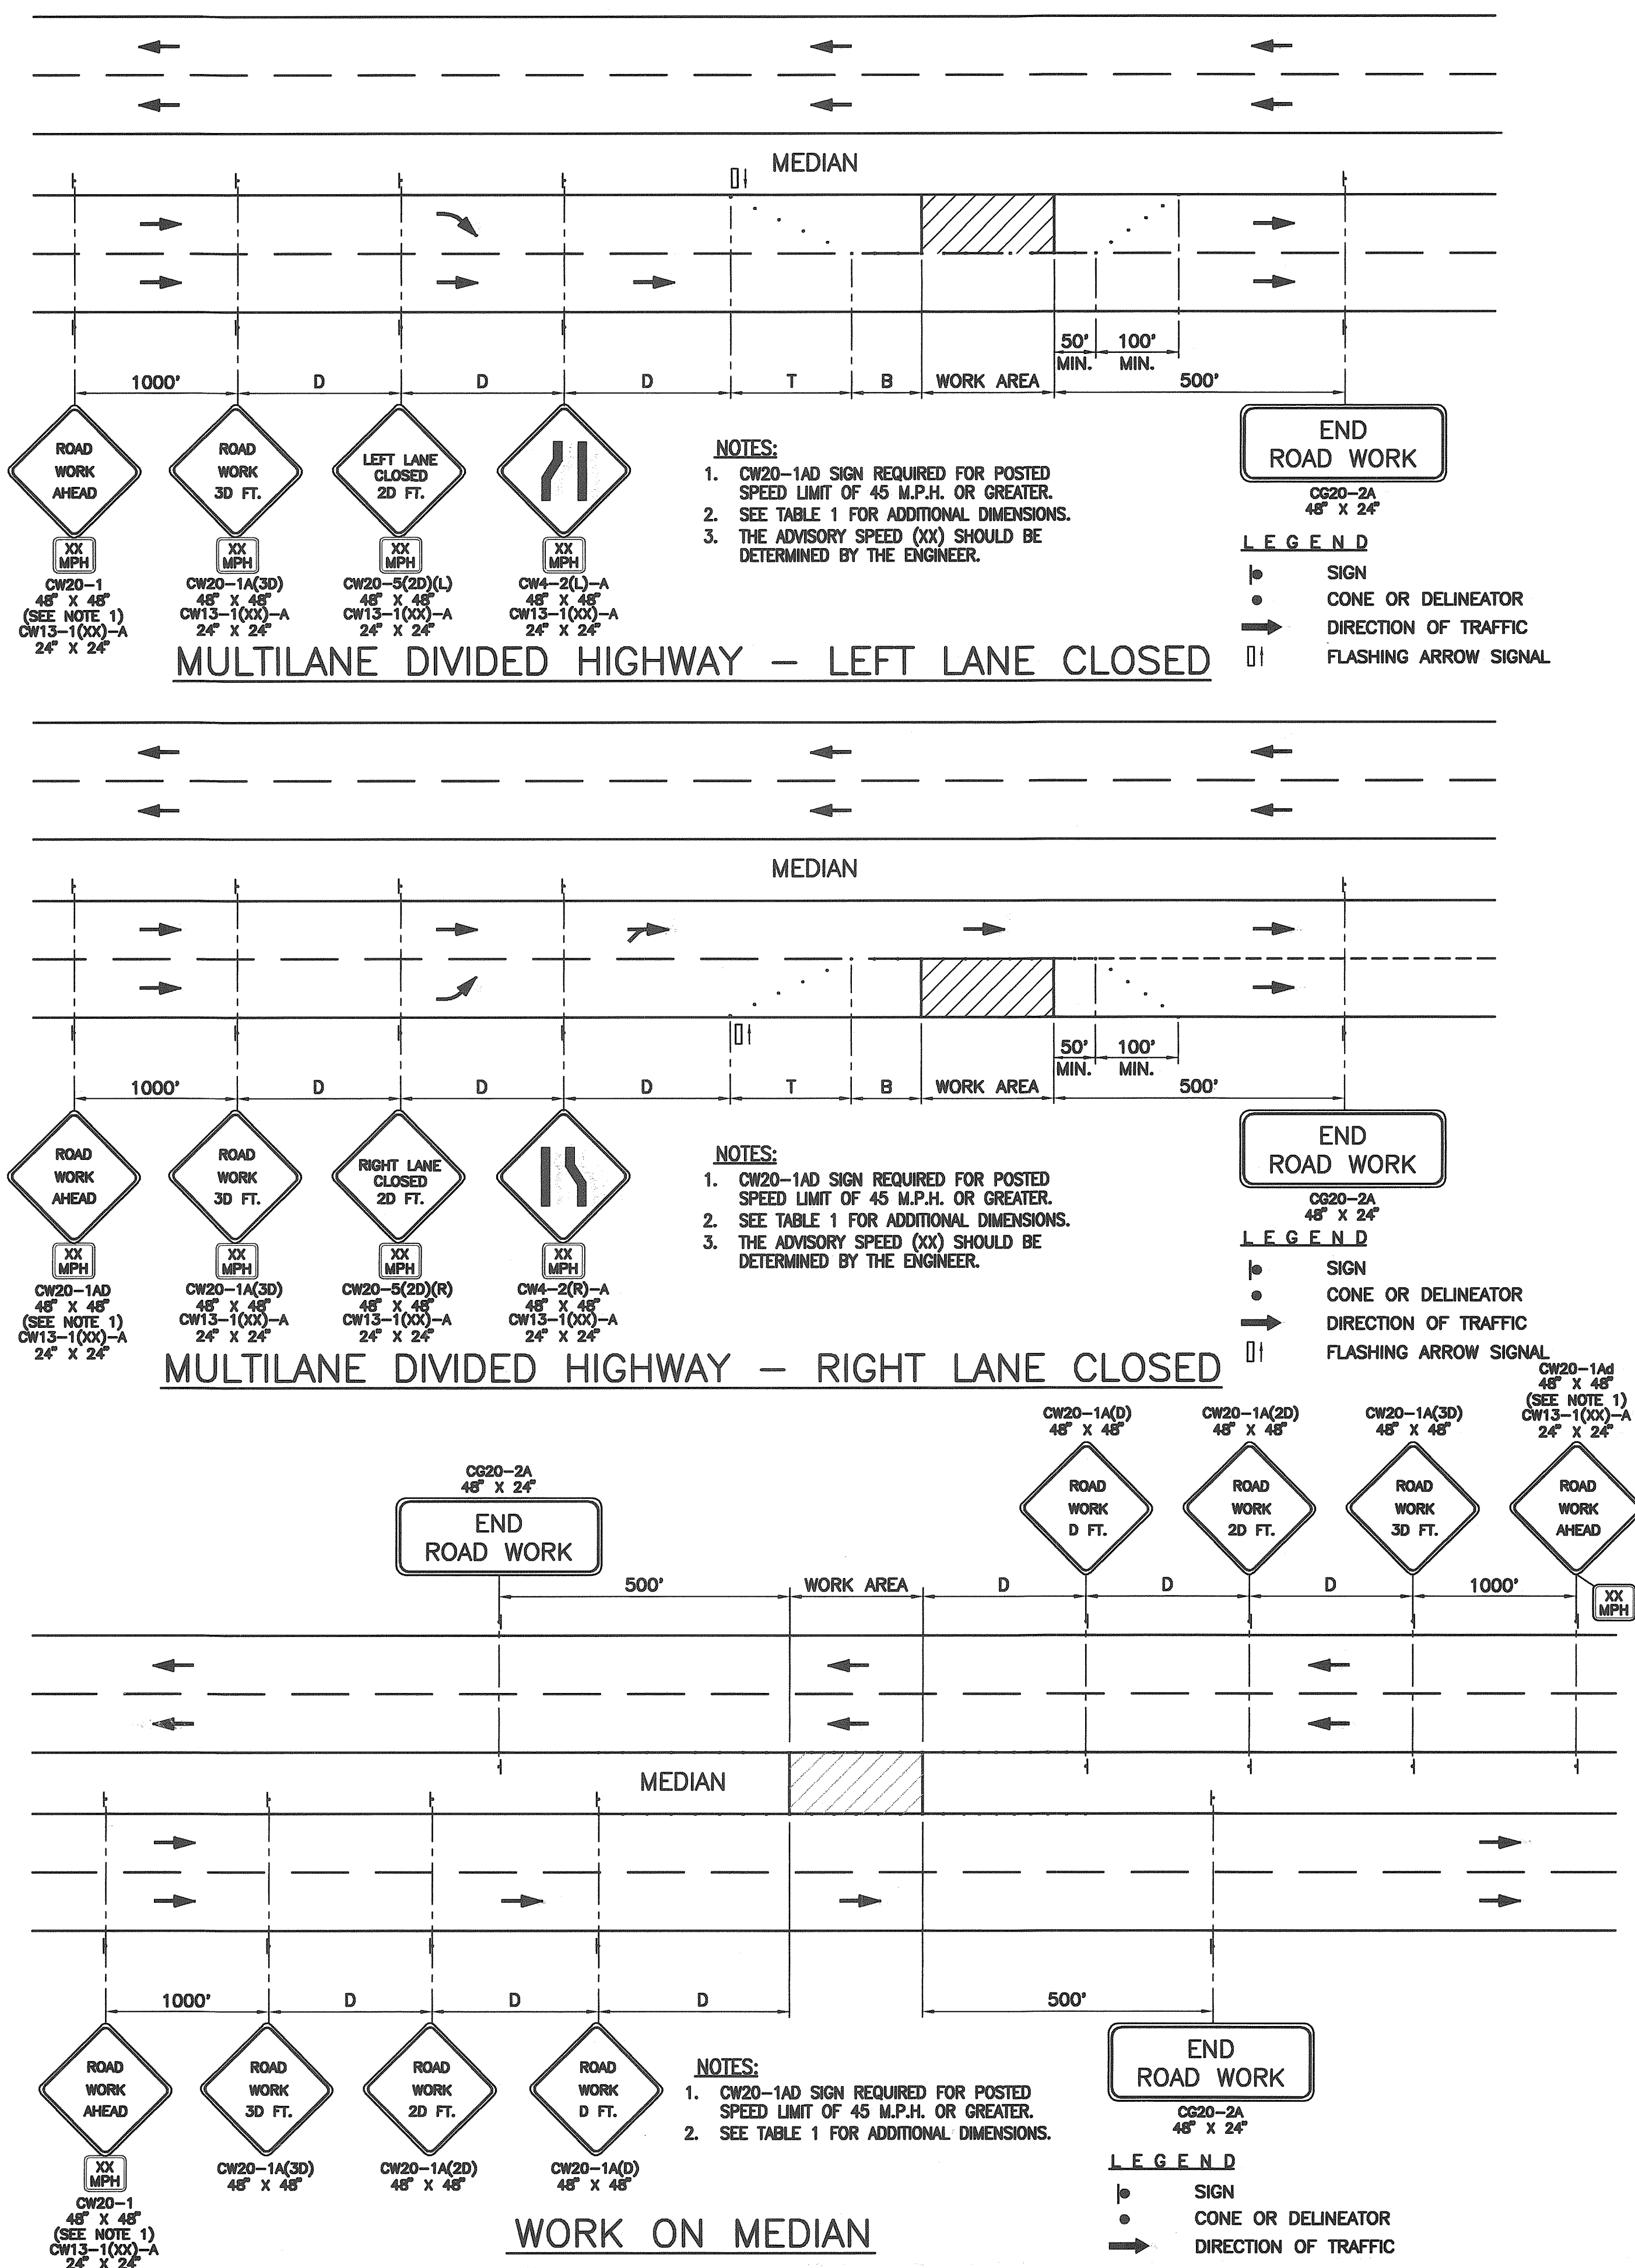 MEDIAN
50' 100'
MIN. MIN.
1000' D D D T B WORK AREA 500'
ROAD
WORK
AHEAD
XX
MPH
CW20-1
48" X 48"
(SEE NOTE 1)
CW13-1(XX)-A
24" X 24"
ROAD
WORK
3D FT.
XX
MPH
CW20-1A(3D)
48" X 48"
CW13-1(XX)-A
24" X 24"
LEFT LANE
CLOSED
2D FT.
XX
MPH
CW20-5(2D)(L)
48" X 48"
CW13-1(XX)-A
24" X 24"
XX
MPH
CW4-2(L)-A
48" X 48"
CW13-1(XX)-A
24" X 24"
NOTES:
1. CW20-1AD SIGN REQUIRED FOR POSTED
SPEED LIMIT OF 45 M.P.H. OR GREATER.
2. SEE TABLE 1 FOR ADDITIONAL DIMENSIONS.
3. THE ADVISORY SPEED (XX) SHOULD BE
DETERMINED BY THE ENGINEER.
END
ROAD WORK
CG20-2A
48" X 24"
LEGEND
SIGN
CONE OR DELINEATOR
DIRECTION OF TRAFFIC
FLASHING ARROW SIGNAL
MULTILANE DIVIDED HIGHWAY - LEFT LANE CLOSED
MEDIAN
50' 100'
MIN. MIN.
1000' D D D T B WORK AREA 500'
ROAD
WORK
AHEAD
XX
MPH
CW20-1AD
48" X 48"
(SEE NOTE 1)
CW13-1(XX)-A
24" X 24"
ROAD
WORK
3D FT.
XX
MPH
CW20-1A(3D)
48" X 48"
CW13-1(XX)-A
24" X 24"
RIGHT LANE
CLOSED
2D FT.
XX
MPH
CW20-5(2D)(R)
48" X 48"
CW13-1(XX)-A
24" X 24"
XX
MPH
CW4-2(R)-A
48" X 48"
CW13-1(XX)-A
24" X 24"
NOTES:
1. CW20-1AD SIGN REQUIRED FOR POSTED
SPEED LIMIT OF 45 M.P.H. OR GREATER.
2. SEE TABLE 1 FOR ADDITIONAL DIMENSIONS.
3. THE ADVISORY SPEED (XX) SHOULD BE
DETERMINED BY THE ENGINEER.
END
ROAD WORK
CG20-2A
48" X 24"
LEGEND
SIGN
CONE OR DELINEATOR
DIRECTION OF TRAFFIC
FLASHING ARROW SIGNAL
MULTILANE DIVIDED HIGHWAY - RIGHT LANE CLOSED
CG20-2A
48" X 24"
END
ROAD WORK
CW20-1A(D)
48" X 48"
ROAD
WORK
D FT.
CW20-1A(2D)
48" X 48"
ROAD
WORK
2D FT.
CW20-1A(3D)
48" X 48"
ROAD
WORK
3D FT.
CW20-1Ad
48" X 48"
(SEE NOTE 1)
CW13-1(XX)-A
24" X 24"
ROAD
WORK
AHEAD
XX
MPH
500' WORK AREA D D D 1000'
MEDIAN
1000' D D D 500'
ROAD
WORK
AHEAD
XX
MPH
CW20-1
48" X 48"
(SEE NOTE 1)
CW13-1(XX)-A
24" X 24"
ROAD
WORK
3D FT.
CW20-1A(3D)
48" X 48"
ROAD
WORK
2D FT.
CW20-1A(2D)
48" X 48"
ROAD
WORK
D FT.
CW20-1A(D)
48" X 48"
NOTES:
1. CW20-1AD SIGN REQUIRED FOR POSTED
SPEED LIMIT OF 45 M.P.H. OR GREATER.
2. SEE TABLE 1 FOR ADDITIONAL DIMENSIONS.
END
ROAD WORK
CG20-2A
48" X 24"
LEGEND
SIGN
CONE OR DELINEATOR
DIRECTION OF TRAFFIC
WORK ON MEDIAN